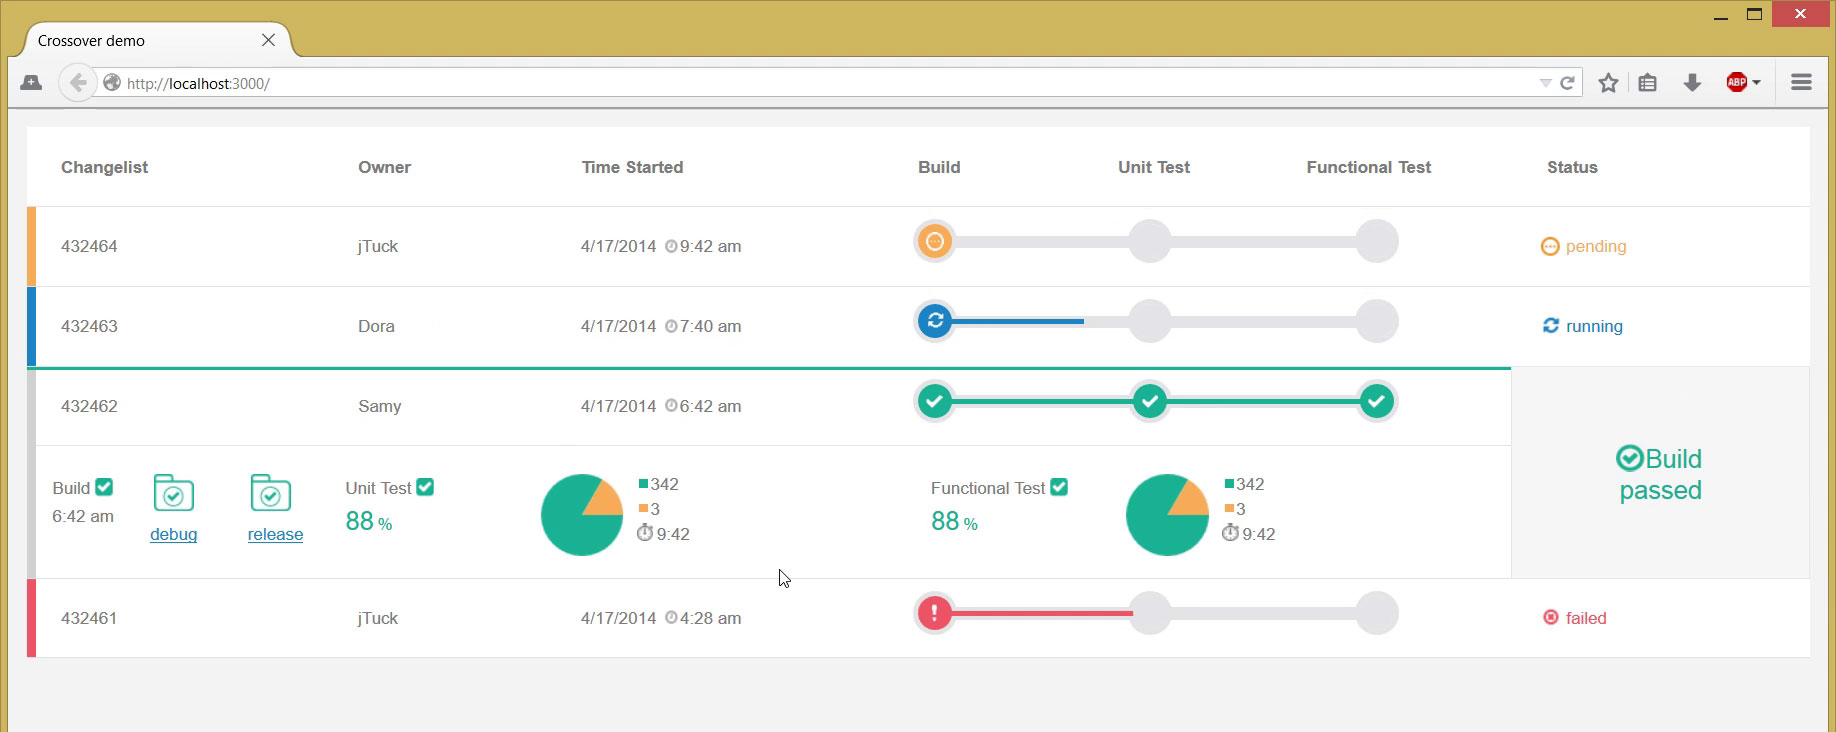 Crossover demo
http://localhost:3000/
ABP
Changelist Owner Time Started Build Unit Test Functional Test Status
432464 jTuck 4/17/2014 9:42 am pending
432463 Dora 4/17/2014 7:40 am running
432462 Samy 4/17/2014 6:42 am
Build
6:42 am
debug
release
Unit Test
88 %
342
3
9:42
Functional Test
88 %
342
3
9:42
Build
passed
432461 jTuck 4/17/2014 4:28 am failed